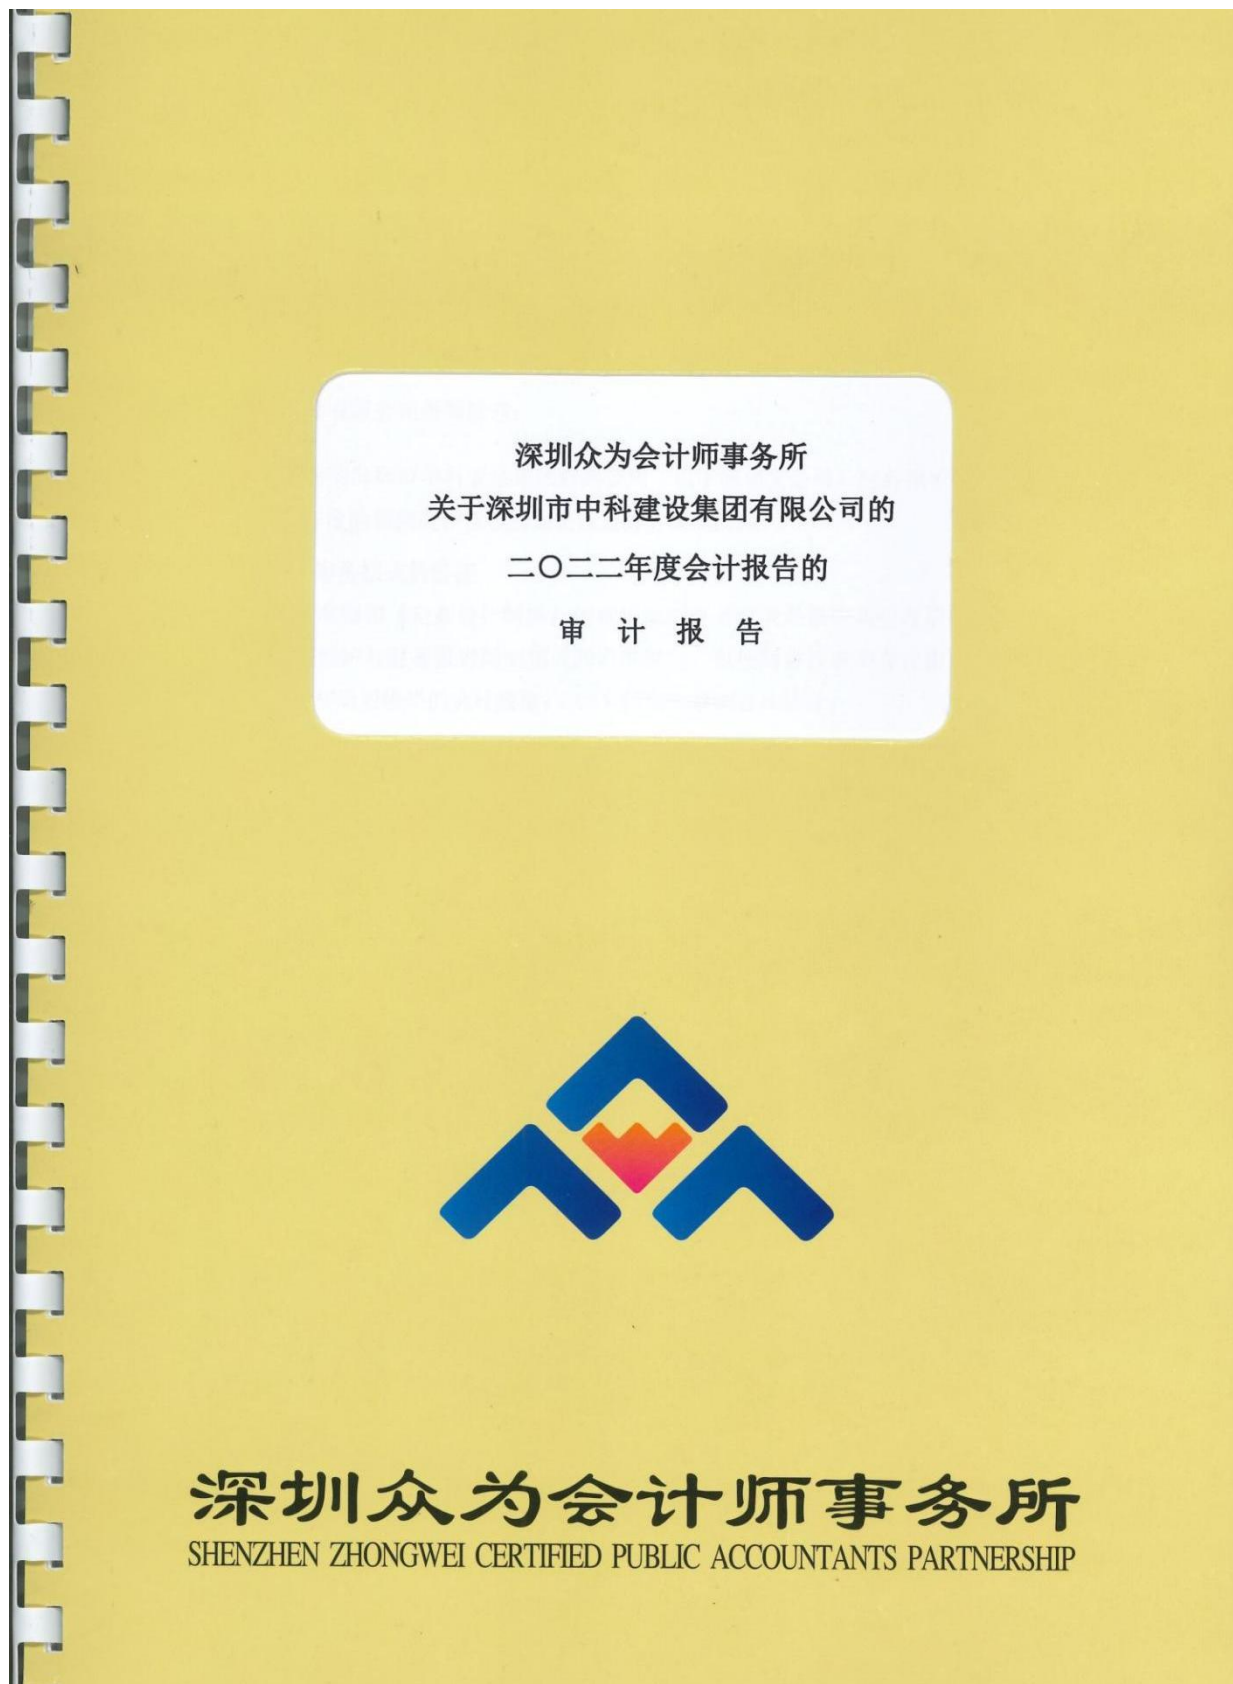 深圳众为会计师事务所
关于深圳市中科建设集团有限公司的
二〇二二年度会计报告的
审 计 报 告
深圳众为会计师事务所
SHENZHEN ZHONGWEI CERTIFIED PUBLIC ACCOUNTANTS PARTNERSHIP